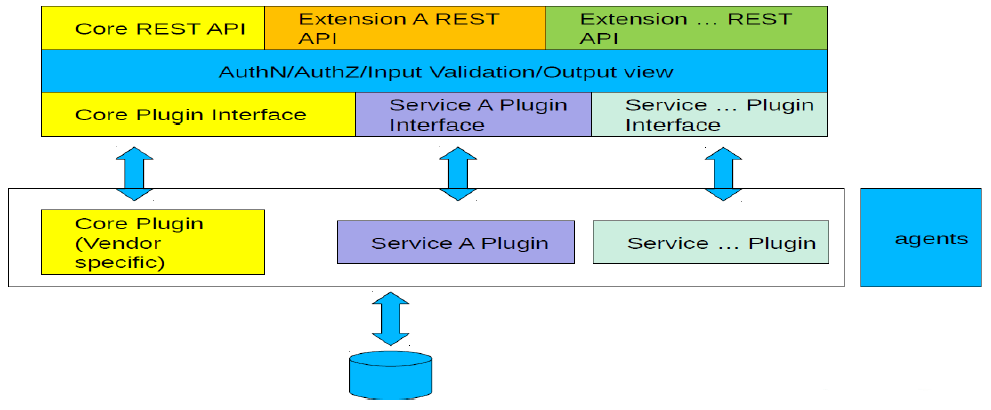 Core REST API
Extension A REST
API
Extension … REST
API
AuthN/AuthZ/Input Validation/Output view
Core Plugin Interface
Service A Plugin
Interface
Service … Plugin
Interface
Core Plugin
(Vendor
specific)
Service A Plugin
Service … Plugin
agents